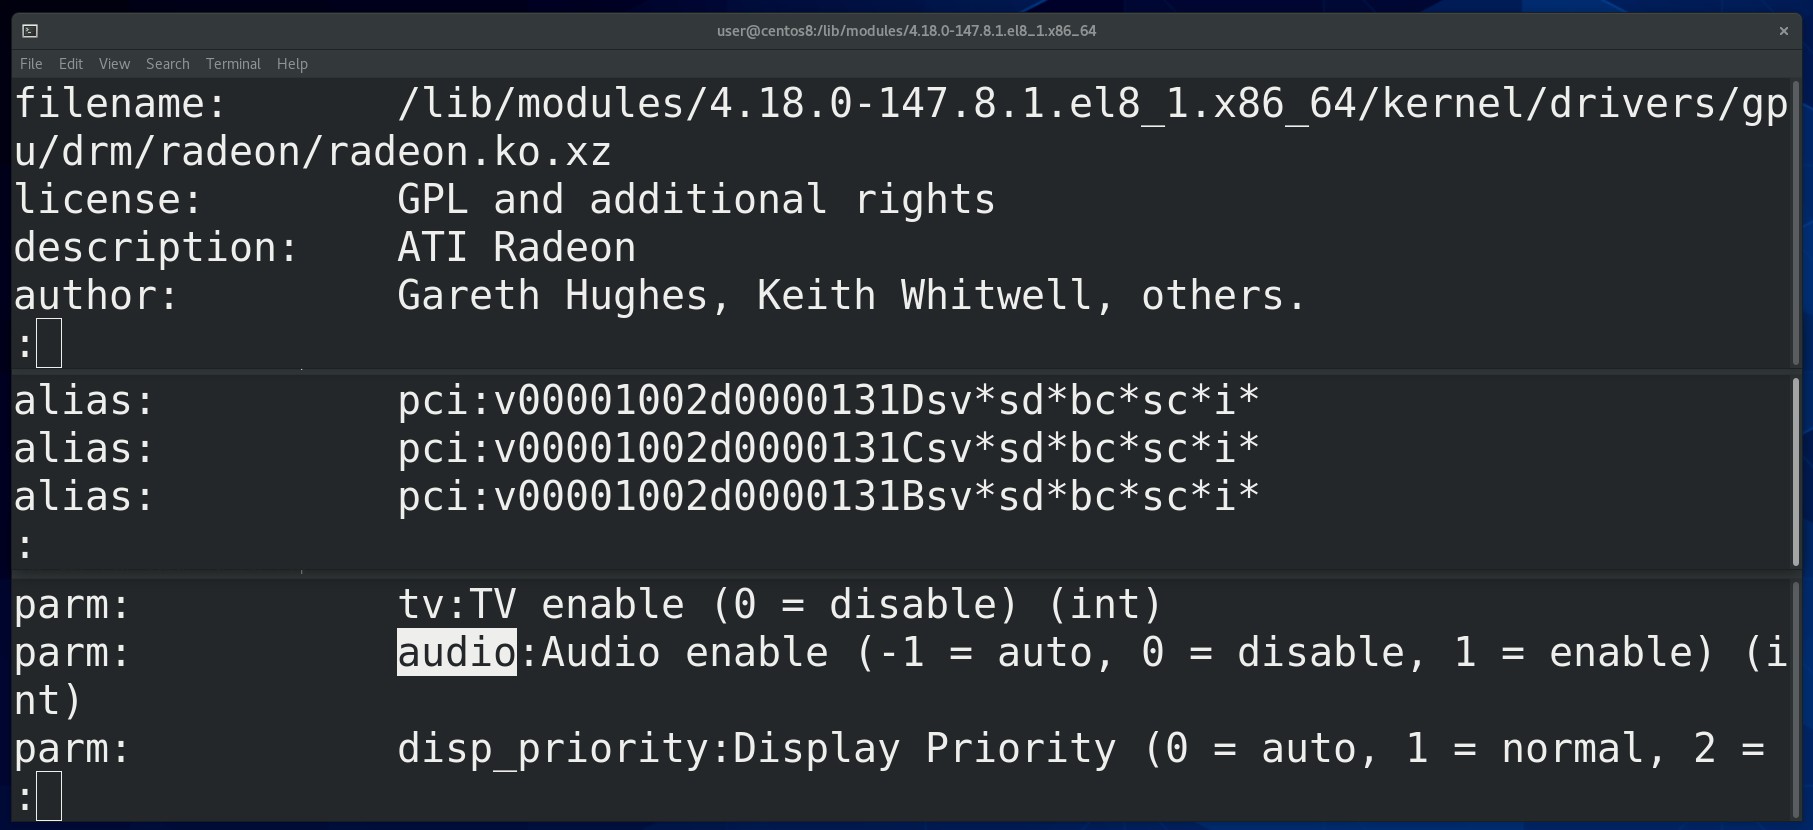 user@centos8:/lib/modules/4.18.0-147.8.1.el8_1.x86_64
File Edit View Search Terminal Help
filename:       /lib/modules/4.18.0-147.8.1.el8_1.x86_64/kernel/drivers/gp
u/drm/radeon/radeon.ko.xz
license:        GPL and additional rights
description:    ATI Radeon
author:         Gareth Hughes, Keith Whitwell, others.
:
alias:          pci:v00001002d0000131Dsv*sd*bc*sc*i*
alias:          pci:v00001002d0000131Csv*sd*bc*sc*i*
alias:          pci:v00001002d0000131Bsv*sd*bc*sc*i*
:
parm:           tv:TV enable (0 = disable) (int)
parm:           audio:Audio enable (-1 = auto, 0 = disable, 1 = enable) (i
nt)
parm:           disp_priority:Display Priority (0 = auto, 1 = normal, 2 =
: